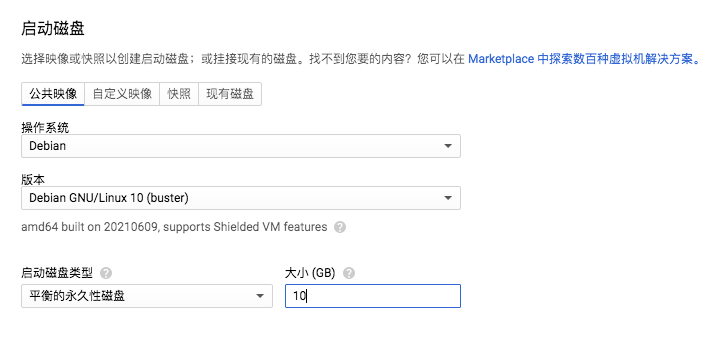 启动磁盘
选择映像或快照以创建启动磁盘；或挂接现有的磁盘。找不到您要的内容？您可以在 Marketplace 中探索数百种虚拟机解决方案。
公共映像 自定义映像 快照 现有磁盘
操作系统
Debian
版本
Debian GNU/Linux 10 (buster)
amd64 built on 20210609, supports Shielded VM features ?
启动磁盘类型 ? 大小 (GB) ?
平衡的永久性磁盘 10